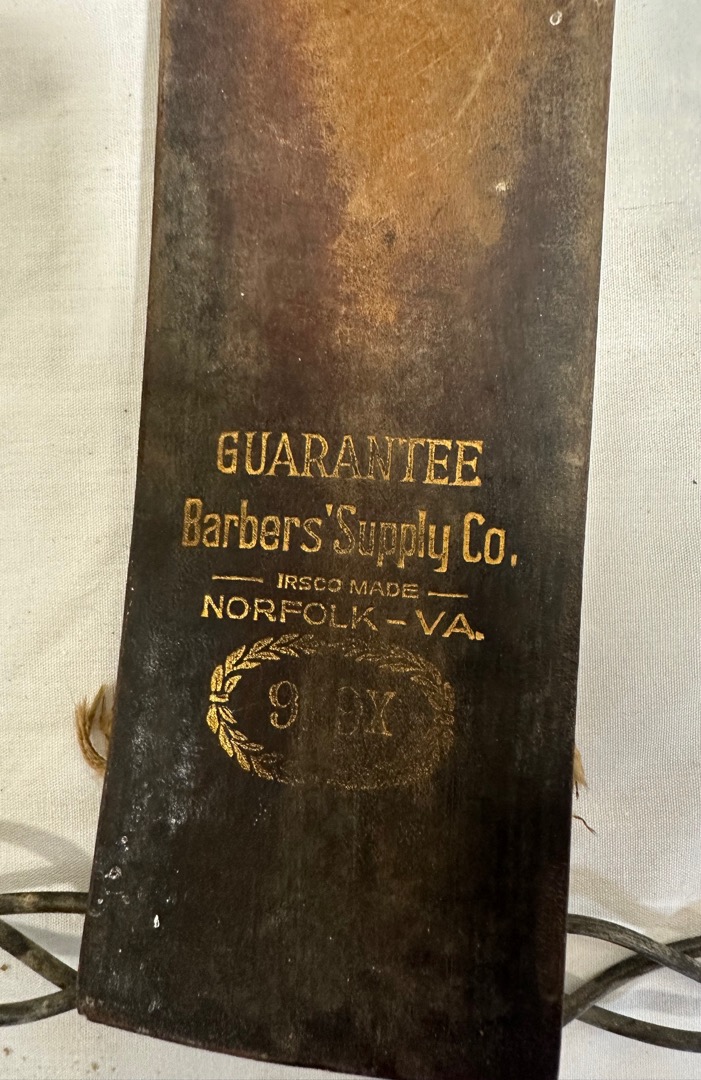 GUARANTEE
Barbers' Supply Co.
— IRSCO MADE —
NORFOLK - VA.